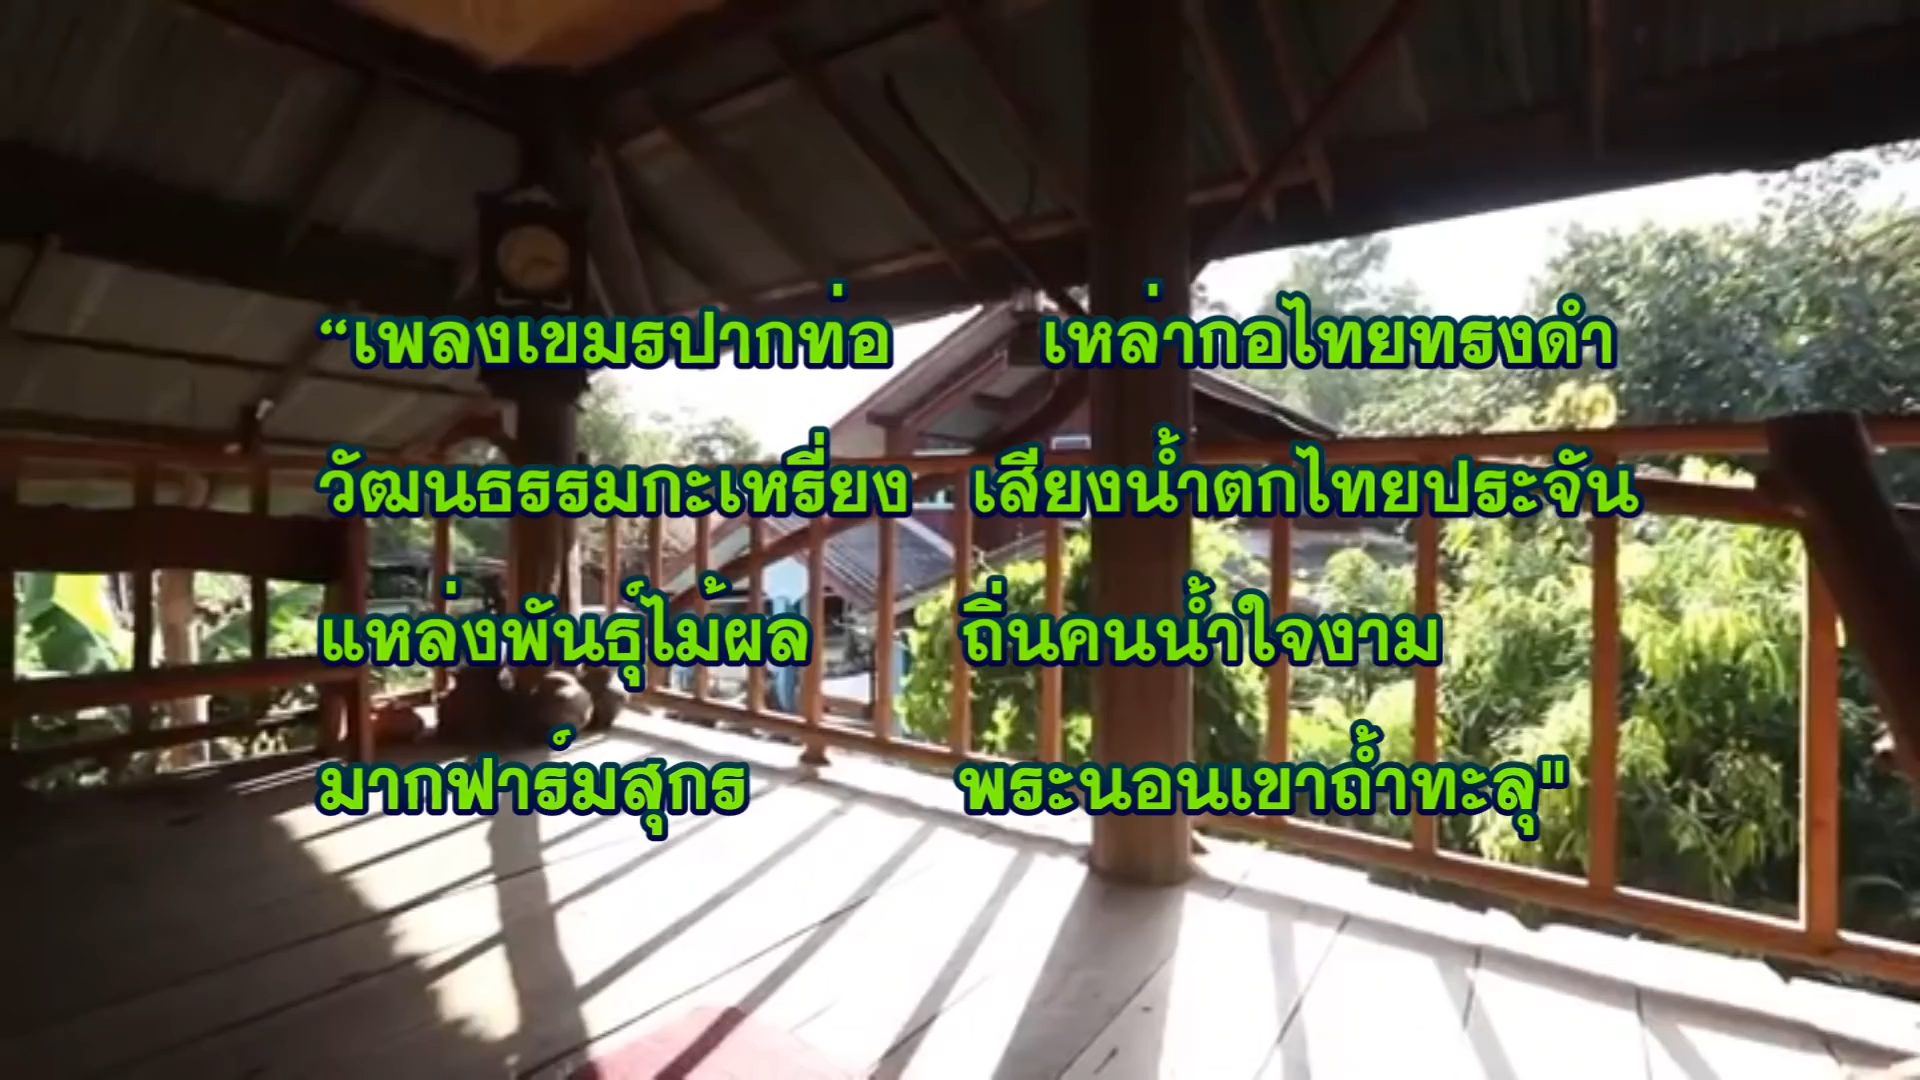 “เพลงเขมรปากท่อ เหล่ากอไทยทรงดำ
วัฒนธรรมกะเหรี่ยง เสียงน้ำตกไทยประจัน
แหล่งพันธุ์ไม้ผล ถิ่นคนน้ำใจงาม
มากฟาร์มสุกร พระนอนเขาถ้ำทะลุ"